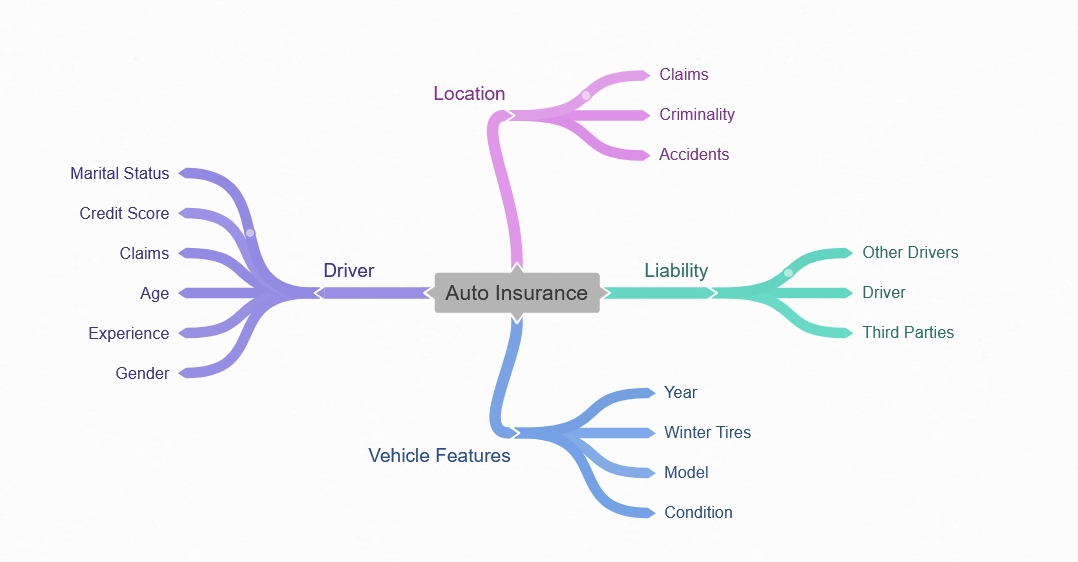 Auto Insurance
Location
Claims
Criminality
Accidents
Liability
Other Drivers
Driver
Third Parties
Vehicle Features
Year
Winter Tires
Model
Condition
Driver
Marital Status
Credit Score
Claims
Age
Experience
Gender